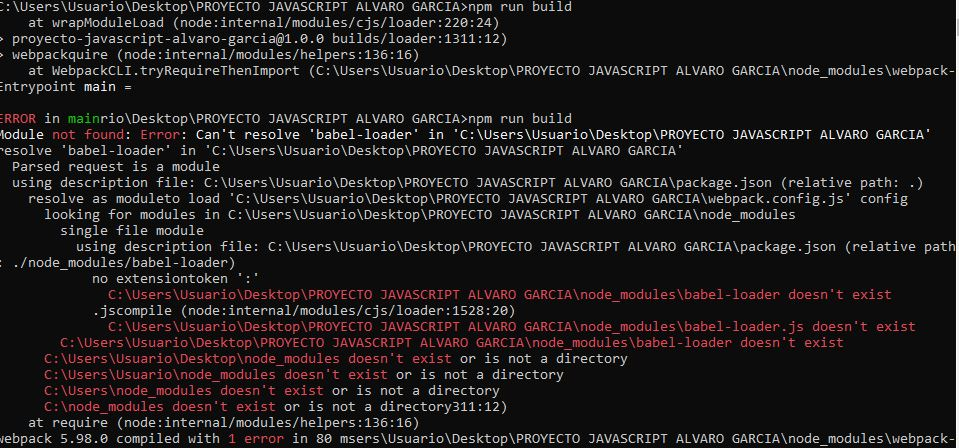 C:\Users\Usuario\Desktop\PROYECTO JAVASCRIPT ALVARO GARCIA>npm run build
at wrapModuleLoad (node:internal/modules/cjs/loader:220:24)
> proyecto-javascript-alvaro-garcia@1.0.0 builds/loader:1311:12)
> webpackquire (node:internal/modules/helpers:136:16)
at WebpackCLI.tryRequireThenImport (C:\Users\Usuario\Desktop\PROYECTO JAVASCRIPT ALVARO GARCIA\node_modules\webpack-
Entrypoint main =
ERROR in mainrio\Desktop\PROYECTO JAVASCRIPT ALVARO GARCIA>npm run build
Module not found: Error: Can't resolve 'babel-loader' in 'C:\Users\Usuario\Desktop\PROYECTO JAVASCRIPT ALVARO GARCIA'
resolve 'babel-loader' in 'C:\Users\Usuario\Desktop\PROYECTO JAVASCRIPT ALVARO GARCIA'
Parsed request is a module
using description file: C:\Users\Usuario\Desktop\PROYECTO JAVASCRIPT ALVARO GARCIA\package.json (relative path: .)
resolve as moduleto load 'C:\Users\Usuario\Desktop\PROYECTO JAVASCRIPT ALVARO GARCIA\webpack.config.js' config
looking for modules in C:\Users\Usuario\Desktop\PROYECTO JAVASCRIPT ALVARO GARCIA\node_modules
single file module
using description file: C:\Users\Usuario\Desktop\PROYECTO JAVASCRIPT ALVARO GARCIA\package.json (relative path
: ./node_modules/babel-loader)
no extensiontoken ':'
C:\Users\Usuario\Desktop\PROYECTO JAVASCRIPT ALVARO GARCIA\node_modules\babel-loader doesn't exist
.jscompile (node:internal/modules/cjs/loader:1528:20)
C:\Users\Usuario\Desktop\PROYECTO JAVASCRIPT ALVARO GARCIA\node_modules\babel-loader.js doesn't exist
C:\Users\Usuario\Desktop\PROYECTO JAVASCRIPT ALVARO GARCIA\node_modules\babel-loader doesn't exist
C:\Users\Usuario\Desktop\node_modules doesn't exist or is not a directory
C:\Users\Usuario\node_modules doesn't exist or is not a directory
C:\Users\node_modules doesn't exist or is not a directory
C:\node_modules doesn't exist or is not a directory311:12)
at require (node:internal/modules/helpers:136:16)
webpack 5.98.0 compiled with 1 error in 80 msers\Usuario\Desktop\PROYECTO JAVASCRIPT ALVARO GARCIA\node_modules\webpack-